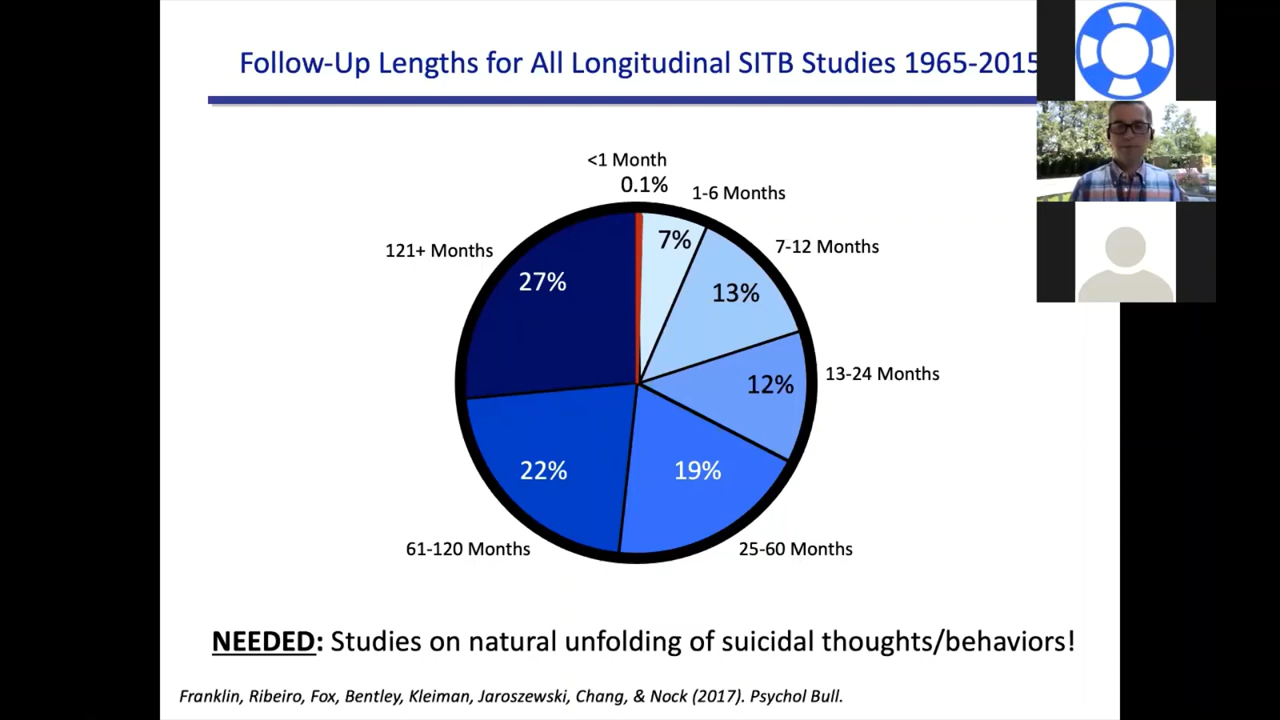 Follow-Up Lengths for All Longitudinal SITB Studies 1965-2015
<1 Month
0.1%
1-6 Months
7%
7-12 Months
13%
121+ Months
27%
13-24 Months
12%
22%
19%
61-120 Months
25-60 Months
NEEDED: Studies on natural unfolding of suicidal thoughts/behaviors!
Franklin, Ribeiro, Fox, Bentley, Kleiman, Jaroszewski, Chang, & Nock (2017). Psychol Bull.